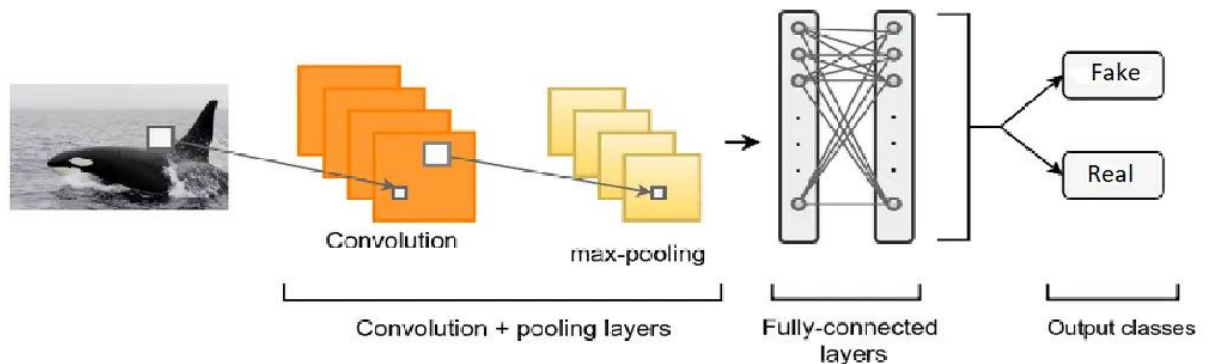 Fake
Real
Convolution
max-pooling
Convolution + pooling layers
Fully-connected
layers
Output classes